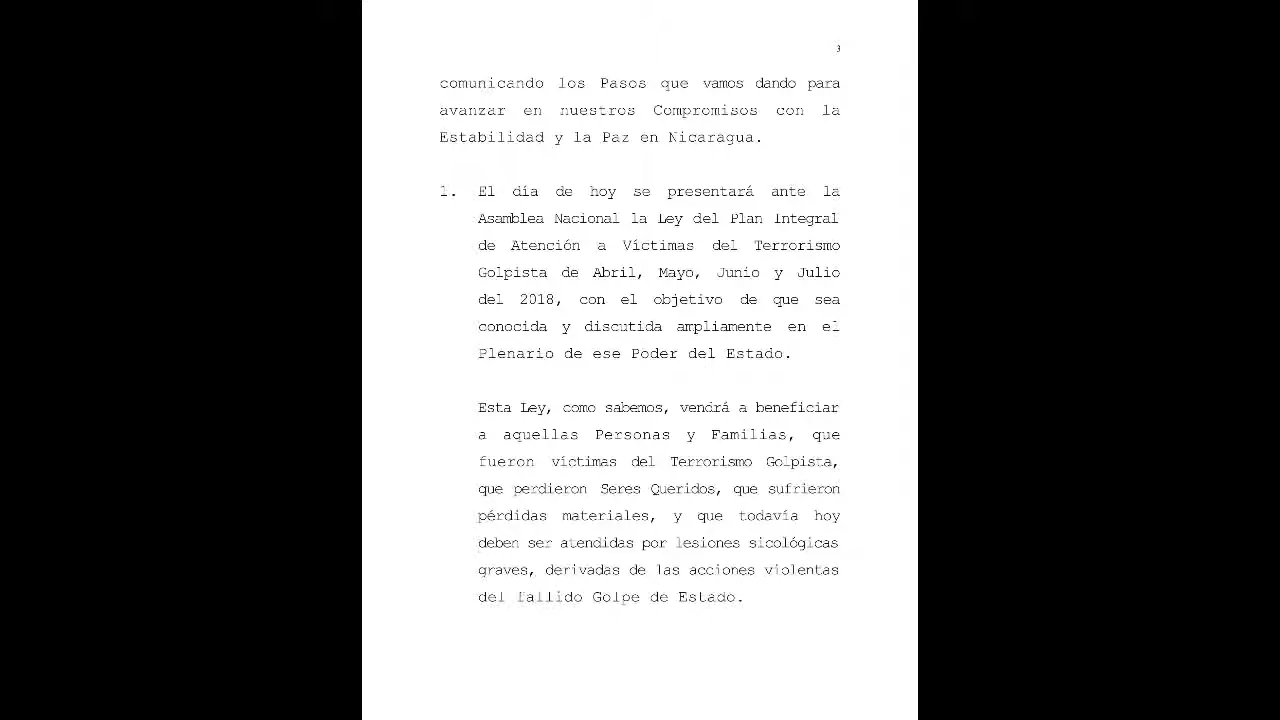 3
comunicando los Pasos que vamos dando para
avanzar en nuestros Compromisos con la
Estabilidad y la Paz en Nicaragua.
1. El día de hoy se presentará ante la
Asamblea Nacional la Ley del Plan Integral
de Atención a Víctimas del Terrorismo
Golpista de Abril, Mayo, Junio y Julio
del 2018, con el objetivo de que sea
conocida y discutida ampliamente en el
Plenario de ese Poder del Estado.
Esta Ley, como sabemos, vendrá a beneficiar
a aquellas Personas y Familias, que
fueron víctimas del Terrorismo Golpista,
que perdieron Seres Queridos, que sufrieron
pérdidas materiales, y que todavía hoy
deben ser atendidas por lesiones sicológicas
graves, derivadas de las acciones violentas
del fallido Golpe de Estado.